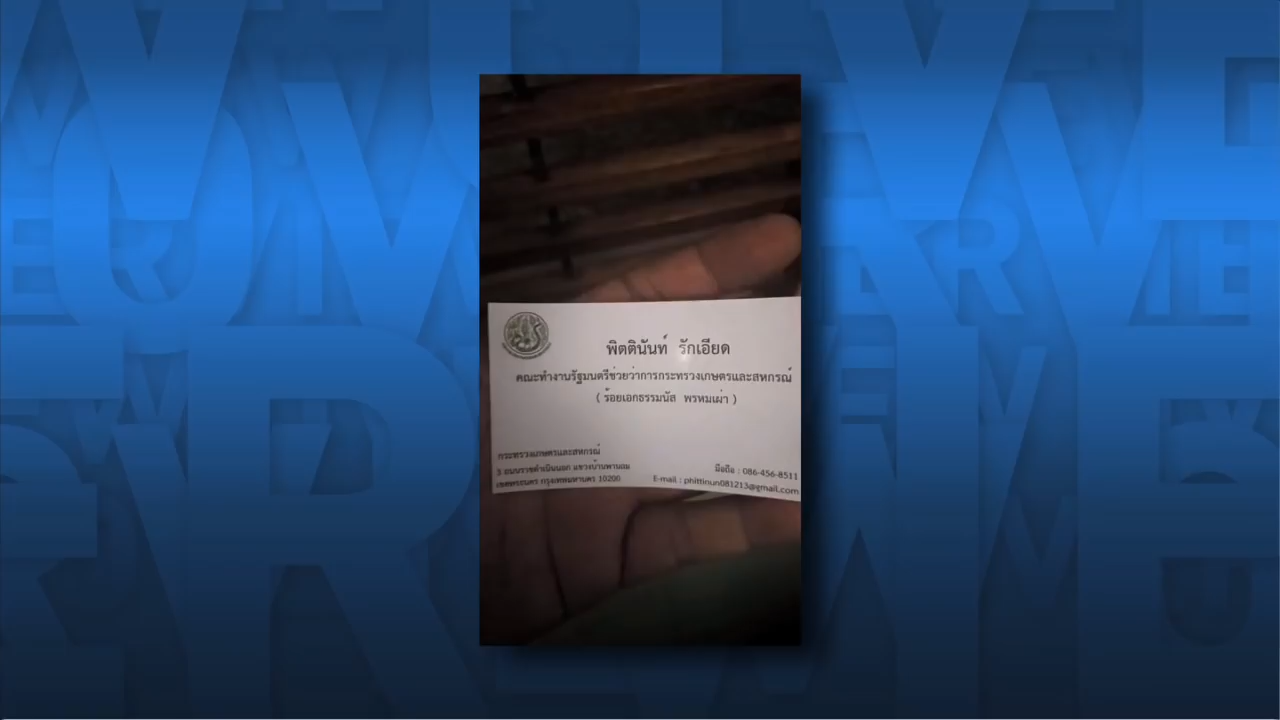 พิตตินันท์ รักเอียด
คณะทำงานรัฐมนตรีช่วยว่าการกระทรวงเกษตรและสหกรณ์
( ร้อยเอกธรรมนัส พรหมเผ่า )
กระทรวงเกษตรและสหกรณ์
3 ถนนราชดำเนินนอก แขวงบ้านพานถม
เขตพระนคร กรุงเทพมหานคร 10200
มือถือ : 086-456-8511
E-mail : phittinun081213@gmail.com